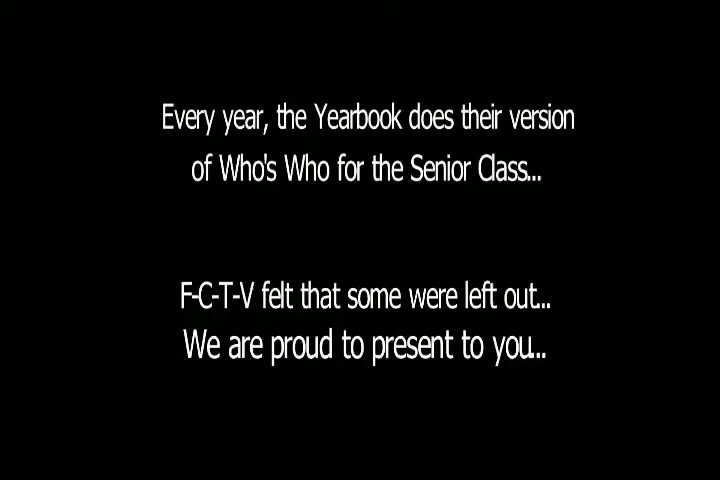 Every year, the Yearbook does their version
of Who's Who for the Senior Class...
F-C-T-V felt that some were left out...
We are proud to present to you...